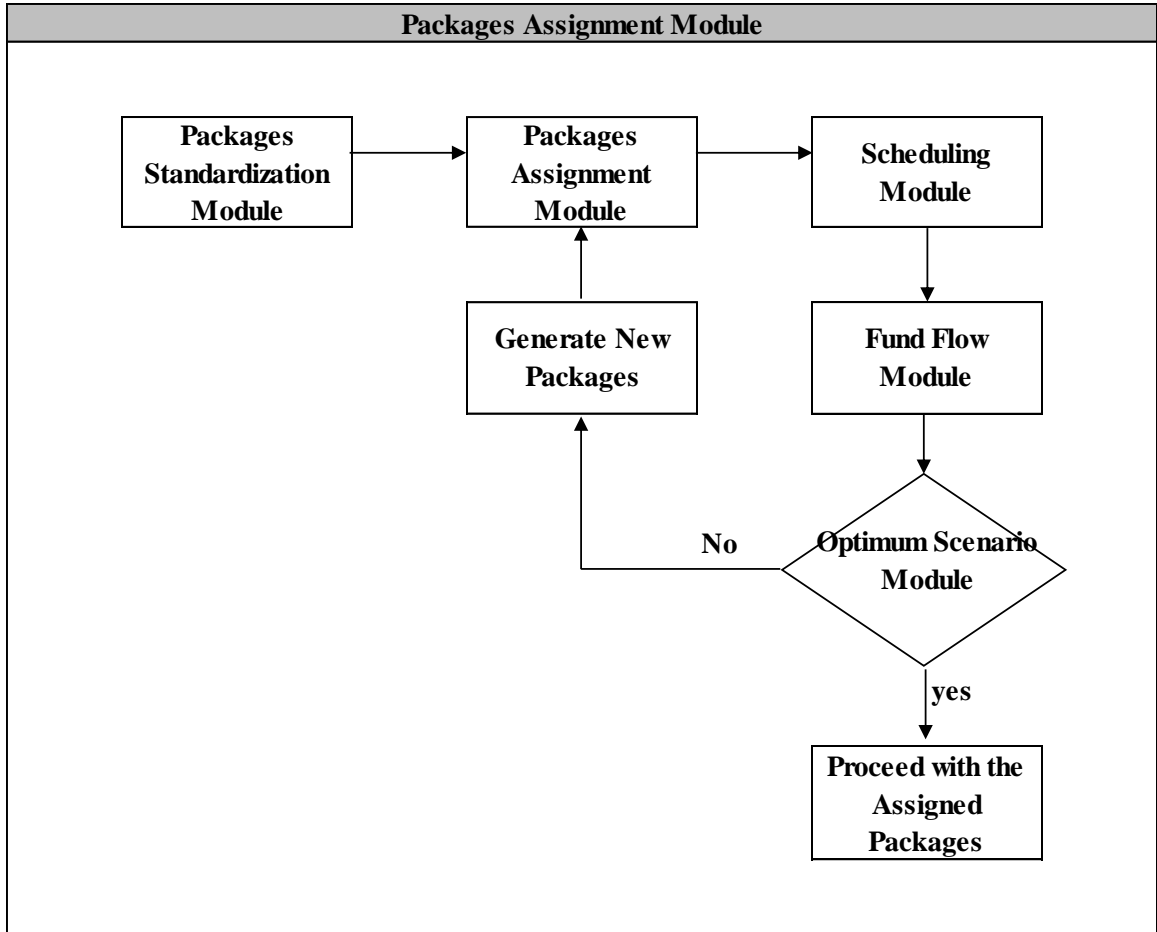 Packages Assignment Module
Packages
Standardization
Module
Packages
Assignment
Module
Scheduling
Module
Generate New
Packages
Fund Flow
Module
No
Optimum Scenario
Module
yes
Proceed with the
Assigned
Packages